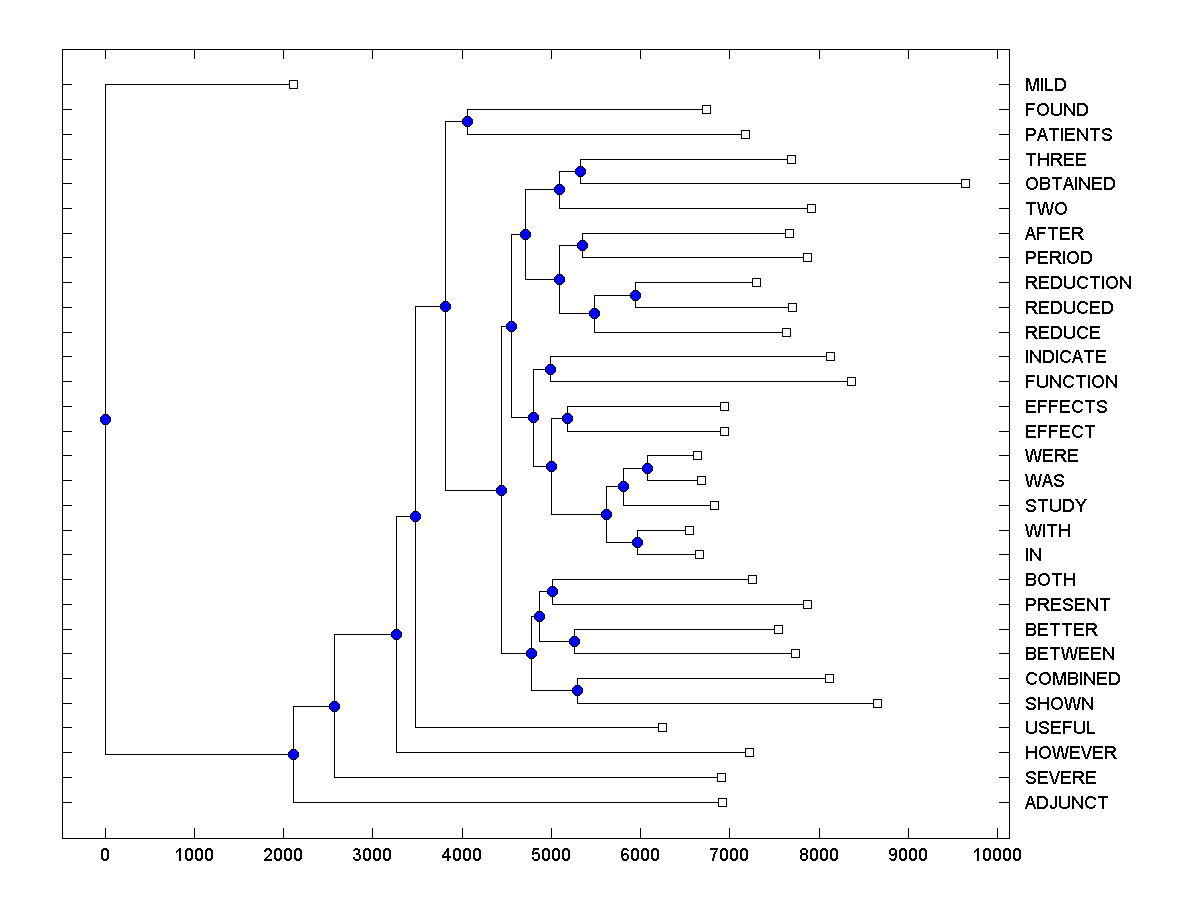 MILD
FOUND
PATIENTS
THREE
OBTAINED
TWO
AFTER
PERIOD
REDUCTION
REDUCED
REDUCE
INDICATE
FUNCTION
EFFECTS
EFFECT
WERE
WAS
STUDY
WITH
IN
BOTH
PRESENT
BETTER
BETWEEN
COMBINED
SHOWN
USEFUL
HOWEVER
SEVERE
ADJUNCT
0 1000 2000 3000 4000 5000 6000 7000 8000 9000 10000